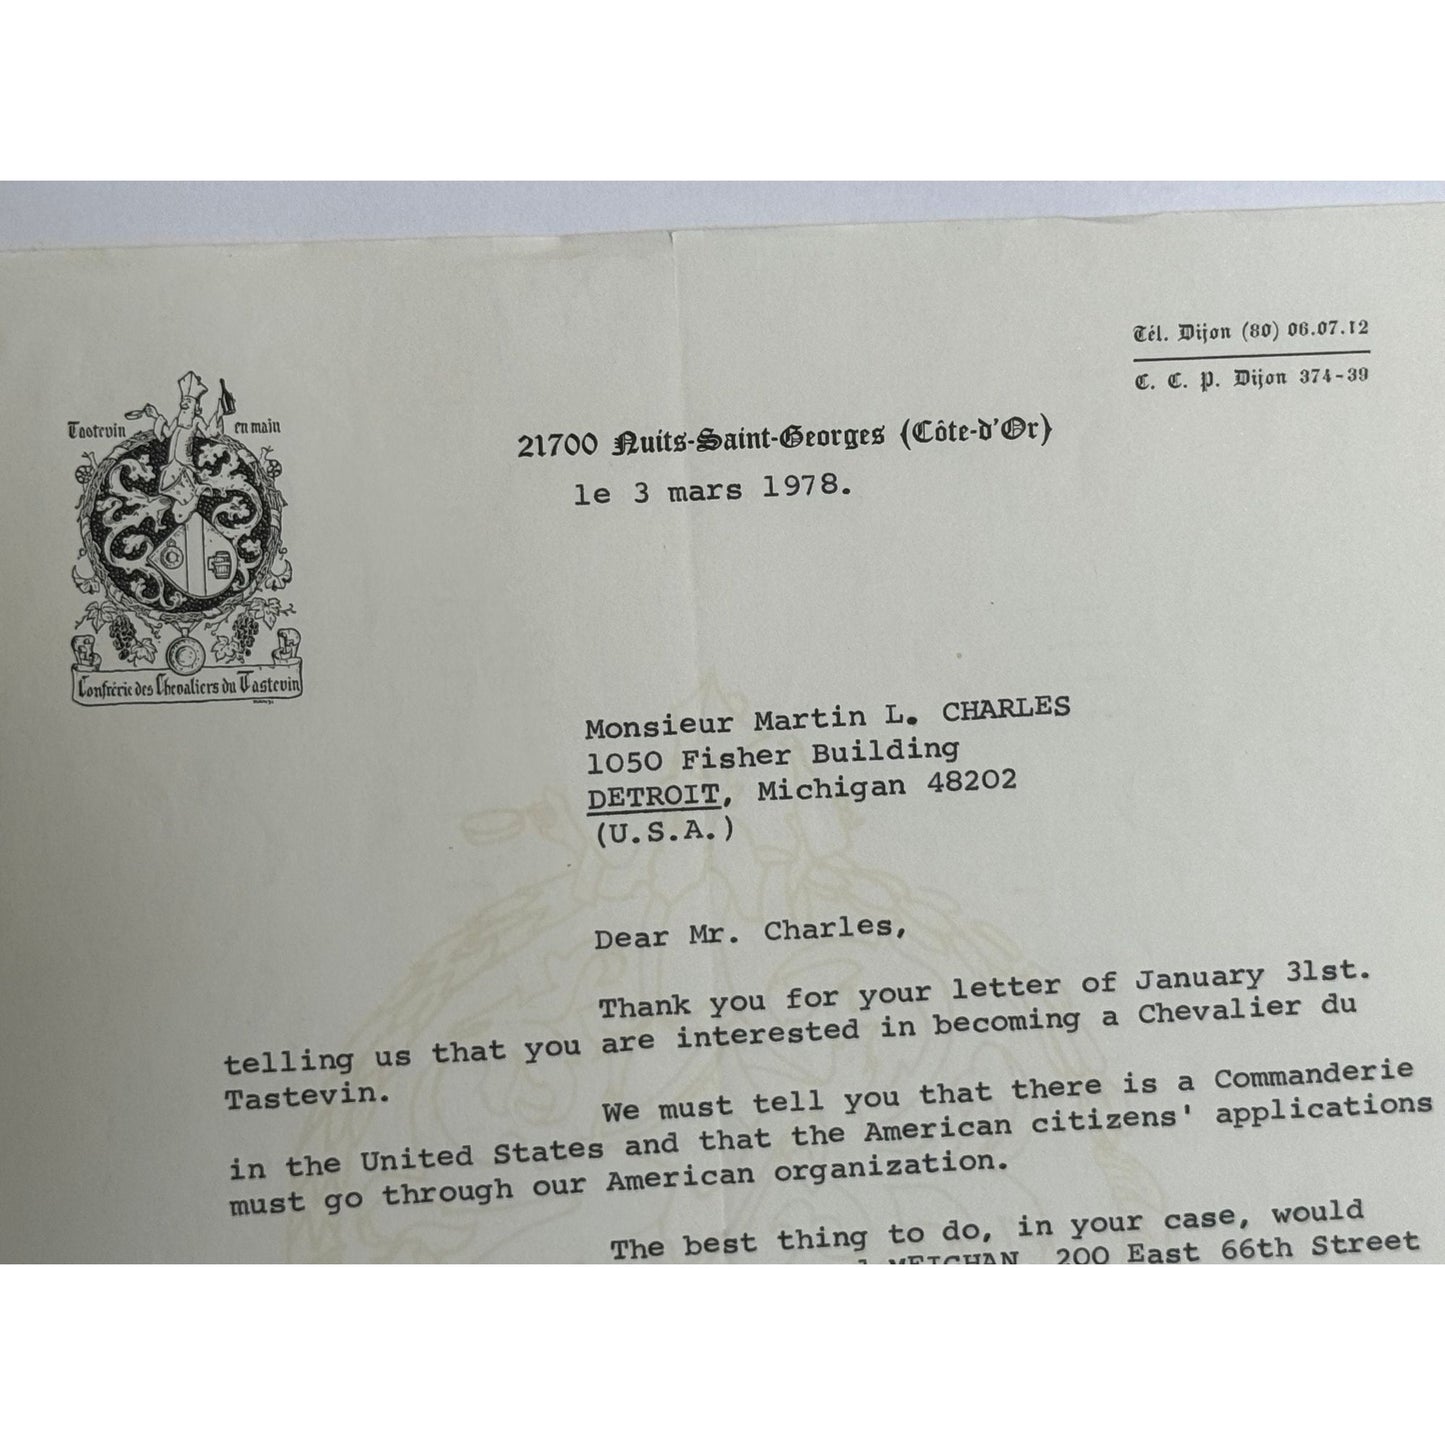 Tél. Dijon (80) 06.07.12
C. C. P. Dijon 374-39
Tastevin en main
21700 Nuits-Saint-Georges (Côte-d'Or)
le 3 mars 1978.
Confrérie des Chevaliers du Tastevin
Monsieur Martin L. CHARLES
1050 Fisher Building
DETROIT, Michigan 48202
(U.S.A.)
Dear Mr. Charles,
Thank you for your letter of January 31st.
telling us that you are interested in becoming a Chevalier du
Tastevin.
We must tell you that there is a Commanderie
in the United States and that the American citizens' applications
must go through our American organization.
The best thing to do, in your case, would
MEIGHAN, 200 East 66th Street